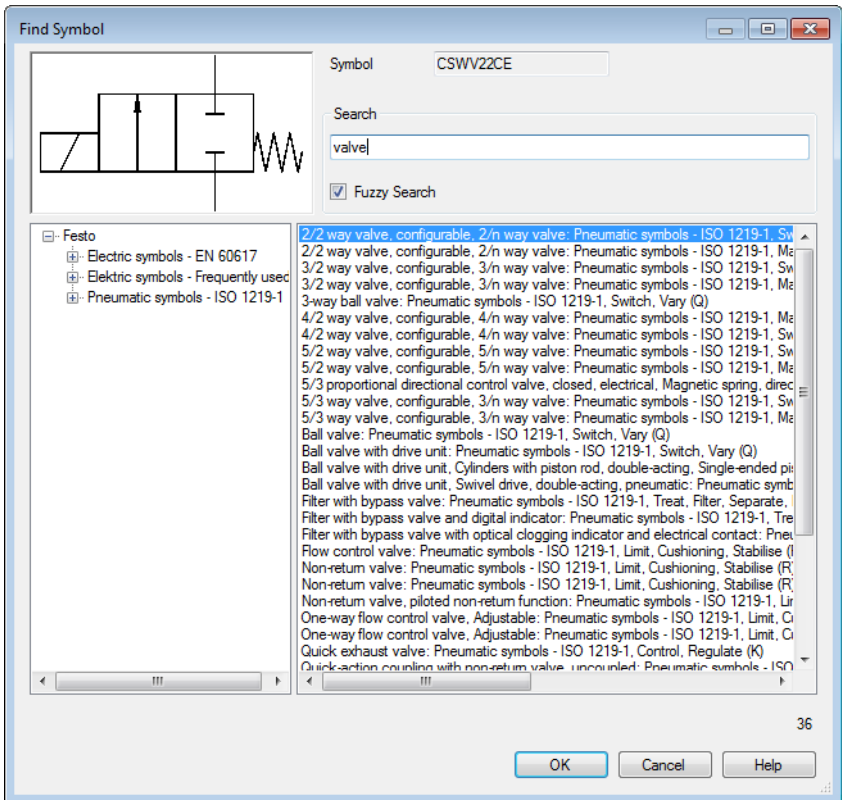 Find Symbol
Symbol CSWV22CE
Search
valve
Fuzzy Search
Festo
Electric symbols - EN 60617
Elektric symbols - Frequently used
Pneumatic symbols - ISO 1219-1
2/2 way valve, configurable, 2/n way valve: Pneumatic symbols - ISO 1219-1, Sw
2/2 way valve, configurable, 2/n way valve: Pneumatic symbols - ISO 1219-1, Ma
3/2 way valve, configurable, 3/n way valve: Pneumatic symbols - ISO 1219-1, Sw
3/2 way valve, configurable, 3/n way valve: Pneumatic symbols - ISO 1219-1, Ma
3-way ball valve: Pneumatic symbols - ISO 1219-1, Switch, Vary (Q)
4/2 way valve, configurable, 4/n way valve: Pneumatic symbols - ISO 1219-1, Ma
4/2 way valve, configurable, 4/n way valve: Pneumatic symbols - ISO 1219-1, Sw
5/2 way valve, configurable, 5/n way valve: Pneumatic symbols - ISO 1219-1, Sw
5/2 way valve, configurable, 5/n way valve: Pneumatic symbols - ISO 1219-1, Ma
5/3 proportional directional control valve, closed, electrical, Magnetic spring, direc
5/3 way valve, configurable, 3/n way valve: Pneumatic symbols - ISO 1219-1, Sw
5/3 way valve, configurable, 3/n way valve: Pneumatic symbols - ISO 1219-1, Ma
Ball valve: Pneumatic symbols - ISO 1219-1, Switch, Vary (Q)
Ball valve with drive unit: Pneumatic symbols - ISO 1219-1, Switch, Vary (Q)
Ball valve with drive unit, Cylinders with piston rod, double-acting, Single-ended pis
Ball valve with drive unit, Swivel drive, double-acting, pneumatic: Pneumatic symb
Filter with bypass valve: Pneumatic symbols - ISO 1219-1, Treat, Filter, Separate,
Filter with bypass valve and digital indicator: Pneumatic symbols - ISO 1219-1, Tre
Filter with bypass valve with optical clogging indicator and electrical contact: Pneu
Flow control valve: Pneumatic symbols - ISO 1219-1, Limit, Cushioning, Stabilise (
Non-return valve: Pneumatic symbols - ISO 1219-1, Limit, Cushioning, Stabilise (R)
Non-return valve: Pneumatic symbols - ISO 1219-1, Limit, Cushioning, Stabilise (R)
Non-return valve, piloted non-return function: Pneumatic symbols - ISO 1219-1, Lir
One-way flow control valve, Adjustable: Pneumatic symbols - ISO 1219-1, Limit, Cu
One-way flow control valve, Adjustable: Pneumatic symbols - ISO 1219-1, Limit, Cu
Quick exhaust valve: Pneumatic symbols - ISO 1219-1, Control, Regulate (K)
Quick-action coupling with non-return valve, uncoupled: Pneumatic symbols - ISO
36
OK Cancel Help